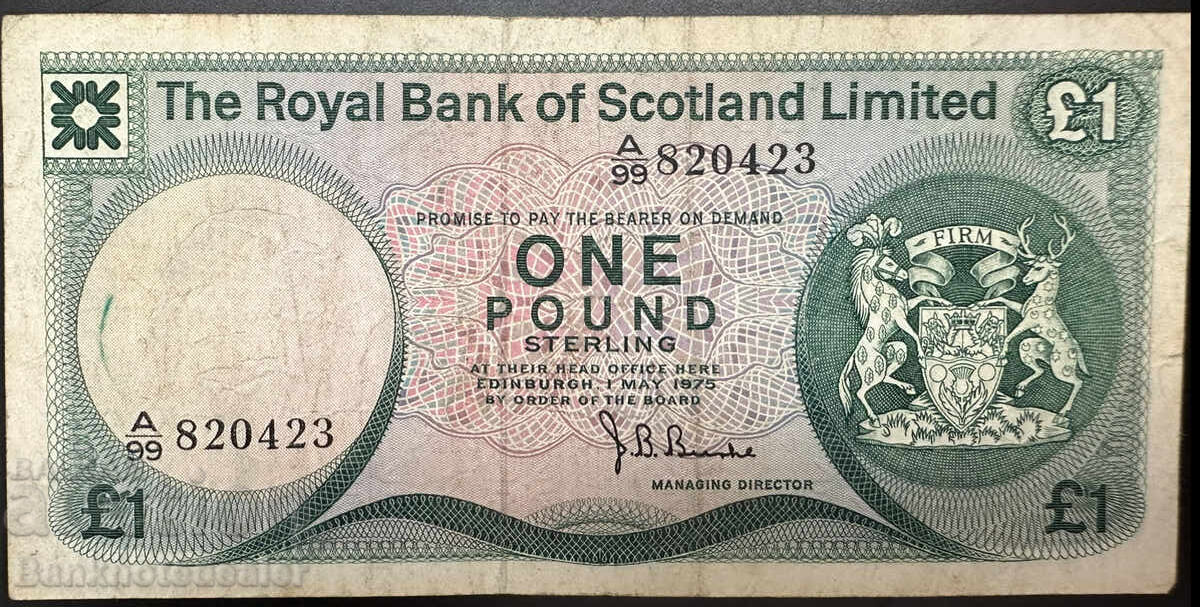 The Royal Bank of Scotland Limited
£1
A/99 820423
PROMISE TO PAY THE BEARER ON DEMAND
ONE
POUND
STERLING
AT THEIR HEAD OFFICE HERE
EDINBURGH, 1 MAY 1975
BY ORDER OF THE BOARD
FIRM
A/99 820423
J. B. Burke
MANAGING DIRECTOR
£1
£1
Banknotedealer